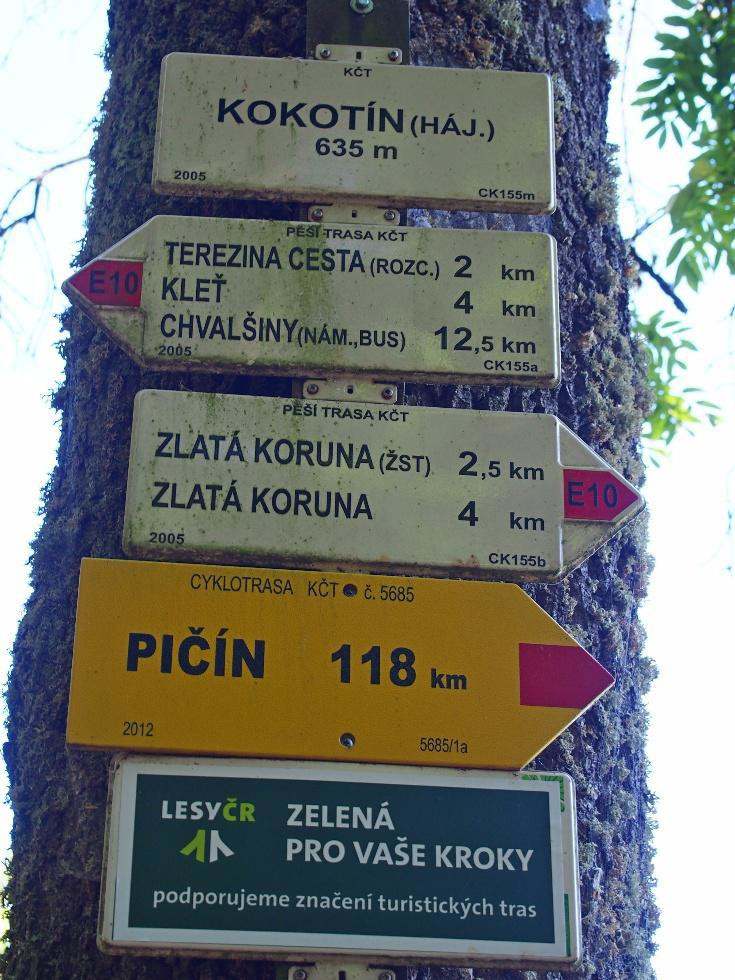 KČT
KOKOTÍN (HÁJ.)
635 m
2005 CK155m
PĚŠÍ TRASA KČT
TEREZINA CESTA (ROZC.) 2 km
E10
KLEŤ 4 km
CHVALŠINY(NÁM.,BUS) 12,5 km
2005 CK155a
PĚŠÍ TRASA KČT
ZLATÁ KORUNA (ŽST) 2,5 km
E10
ZLATÁ KORUNA 4 km
2005 CK155b
CYKLOTRASA KČT č. 5685
PIČÍN 118 km
2012 5685/1a
LESYČR
ZELENÁ
PRO VAŠE KROKY
podporujeme značení turistických tras